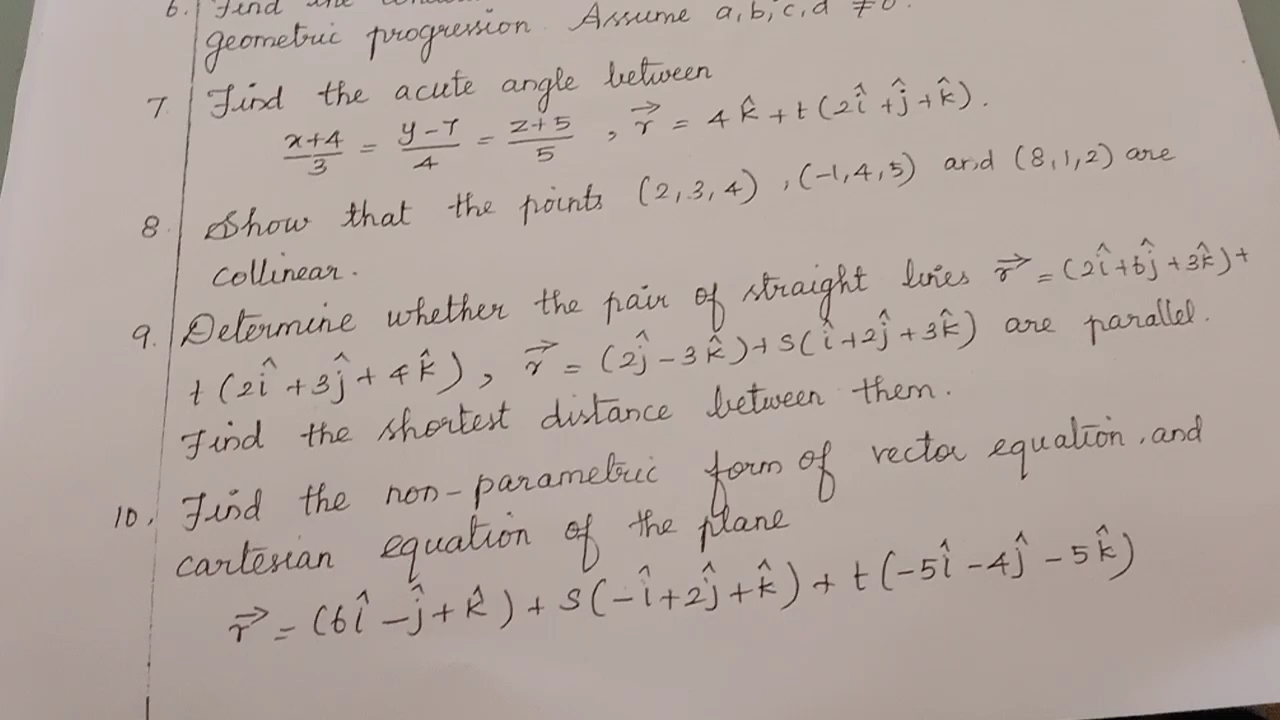 6. Find the
geometric progression. Assume a, b, c, d ≠ 0.
7. Find the acute angle between
x+4/3 = y-7/4 = z+5/5 , r⃗ = 4k̂ + t(2î + ĵ + k̂).
8. Show that the points (2,3,4), (-1,4,5) and (8,1,2) are
collinear.
9. Determine whether the pair of straight lines r⃗ = (2î+6ĵ+3k̂)+
t(2î+3ĵ+4k̂), r⃗ = (2ĵ-3k̂)+s(î+2ĵ+3k̂) are parallel.
Find the shortest distance between them.
10. Find the non-parametric form of vector equation, and
cartesian equation of the plane
r⃗ = (6î-ĵ+k̂)+s(-î+2ĵ+k̂)+t(-5î-4ĵ-5k̂)